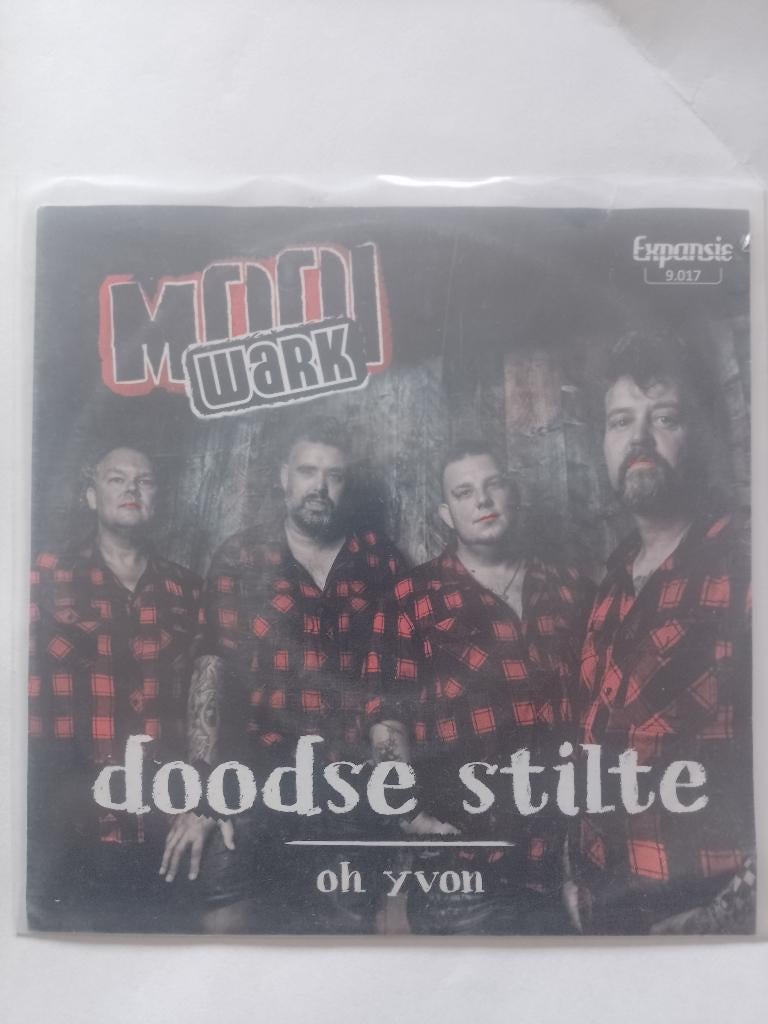 MOOI
WaRK
Expansie
9.017
doodse stilte
oh yvon